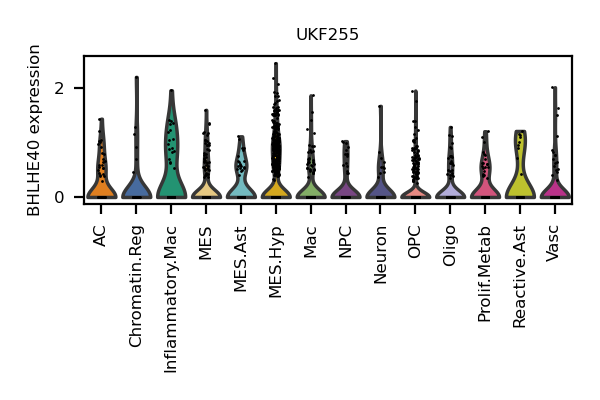 UKF255
BHLHE40 expression
2
0
AC
Chromatin.Reg
Inflammatory.Mac
MES
MES.Ast
MES.Hyp
Mac
NPC
Neuron
OPC
Oligo
Prolif.Metab
Reactive.Ast
Vasc